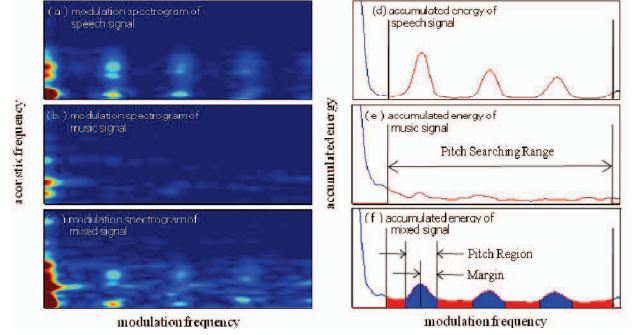 (a) modulation spectrogram of
speech signal
(b) modulation spectrogram of
music signal
(c) modulation spectrogram of
mixed signal
acoustic frequency
modulation frequency
(d) accumulated energy of
speech signal
(e) accumulated energy of
music signal
Pitch Searching Range
(f) accumulated energy of
mixed signal
Pitch Region
Margin
accumulated energy
modulation frequency